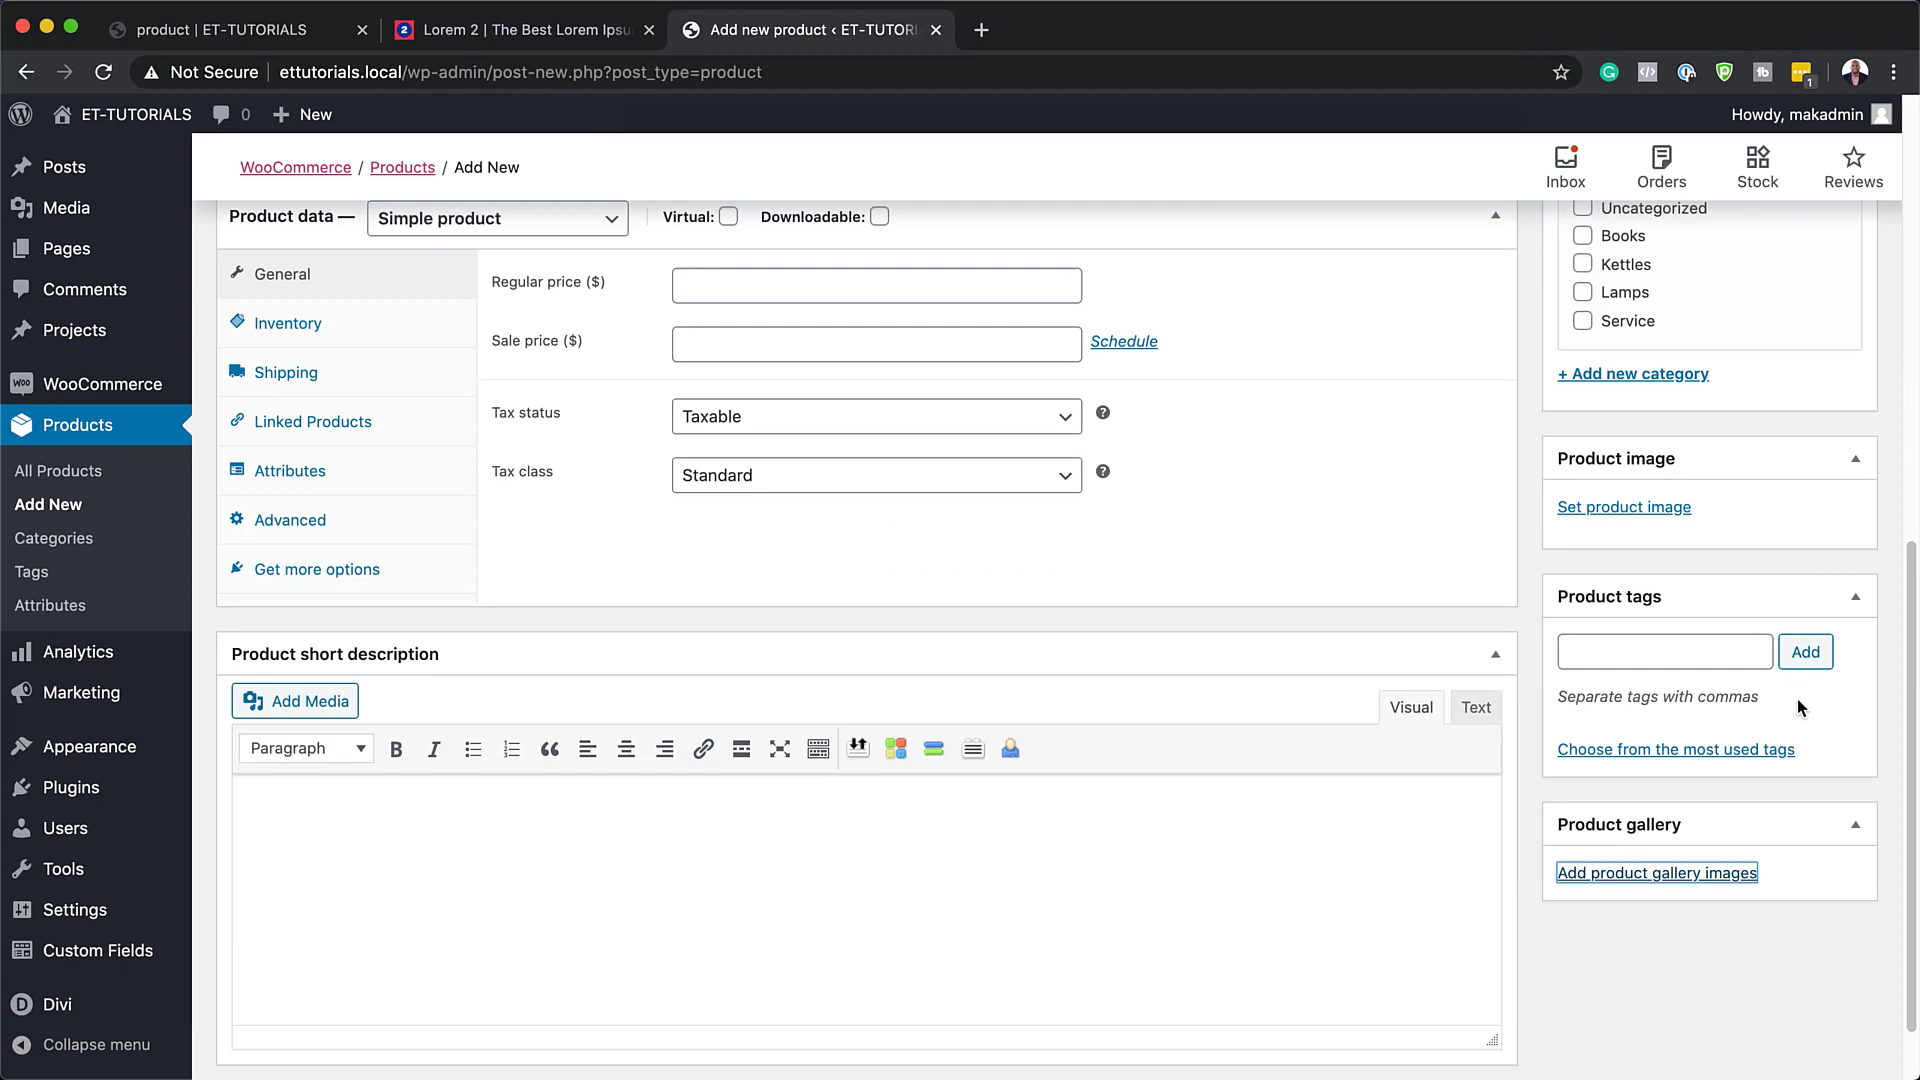 product | ET-TUTORIALS
2 Lorem 2 | The Best Lorem Ipsu
Add new product ‹ ET-TUTORI
Not Secure | ettutorials.local/wp-admin/post-new.php?post_type=product
1
ET-TUTORIALS 0 New
Howdy, makadmin
Posts
Media
Pages
Comments
Projects
Woo WooCommerce
Products
All Products
Add New
Categories
Tags
Attributes
Analytics
Marketing
Appearance
Plugins
Users
Tools
Settings
Custom Fields
D Divi
Collapse menu
WooCommerce / Products / Add New
Inbox
Orders
Stock
Reviews
Product data — Simple product Virtual: Downloadable:
General
Inventory
Shipping
Linked Products
Attributes
Advanced
Get more options
Regular price ($)
Sale price ($) Schedule
Tax status Taxable ?
Tax class Standard ?
Product short description
Add Media
Visual Text
Paragraph B I
Uncategorized
Books
Kettles
Lamps
Service
+ Add new category
Product image
Set product image
Product tags
Add
Separate tags with commas
Choose from the most used tags
Product gallery
Add product gallery images